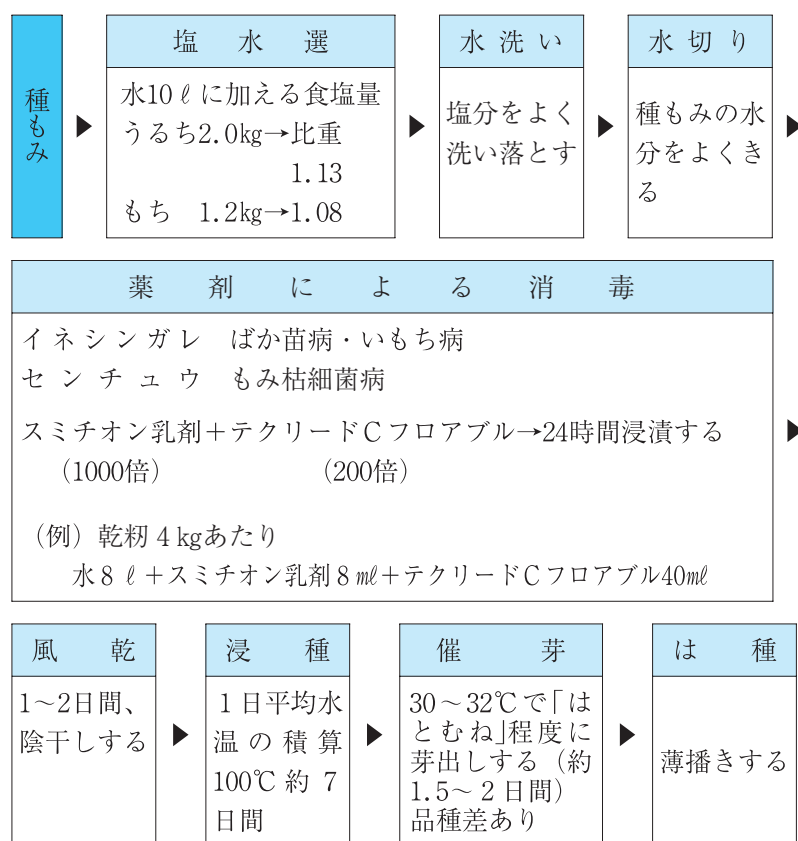 種もみ
塩水選
水10ℓに加える食塩量
うるち2.0kg→比重
1.13
もち 1.2kg→1.08
水洗い
塩分をよく
洗い落とす
水切り
種もみの水
分をよくき
る
薬剤による消毒
イネシンガレ ばか苗病・いもち病
センチュウ もみ枯細菌病
スミチオン乳剤+テクリードCフロアブル→24時間浸漬する
(1000倍) (200倍)
(例)乾籾4kgあたり
水8ℓ+スミチオン乳剤8mℓ+テクリードCフロアブル40mℓ
風乾
1~2日間、
陰干しする
浸種
1日平均水
温の積算
100℃約7
日間
催芽
30~32℃で「は
とむね」程度に
芽出しする(約
1.5~2日間)
品種差あり
は種
薄播きする